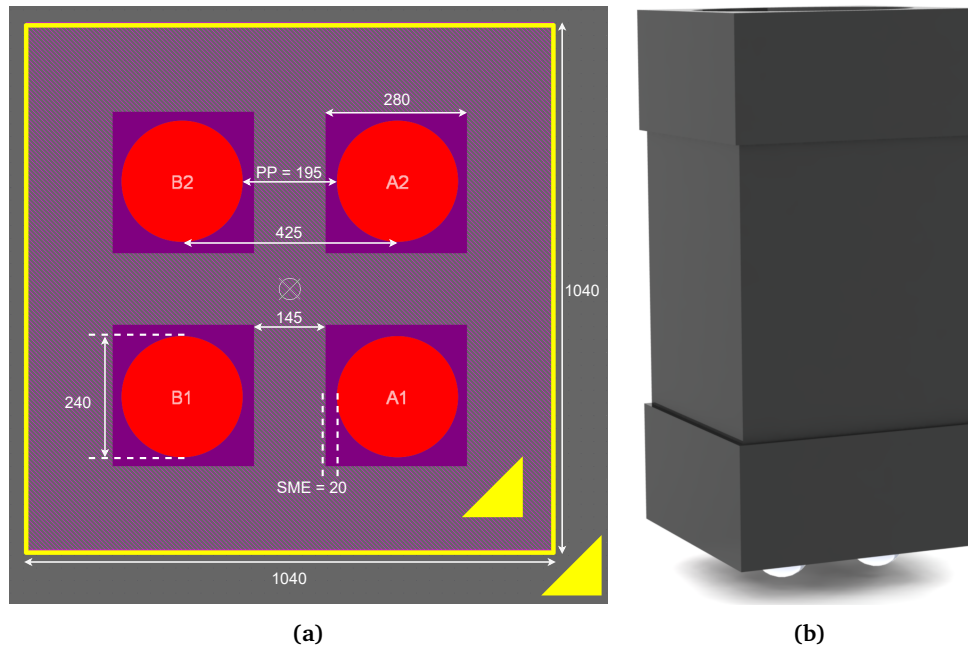 280
B2
PP = 195
A2
425
1040
145
240
B1
A1
SME = 20
1040
(a)
(b)